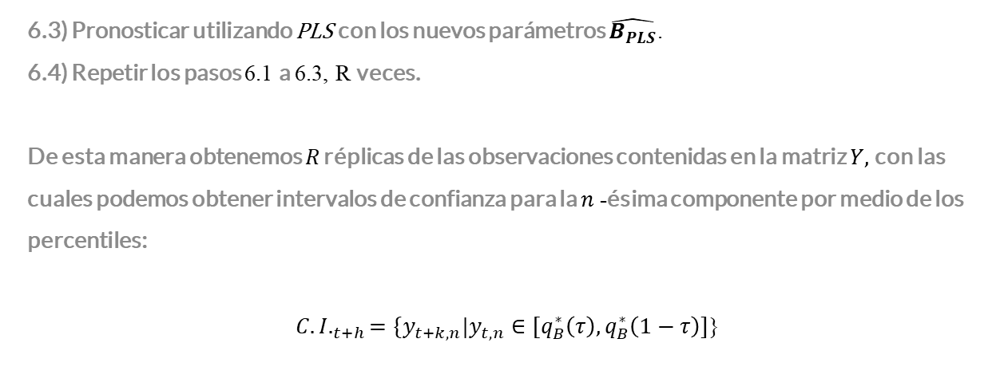 6.3) Pronosticar utilizando PLS con los nuevos parámetros $\widehat{B_{PLS}}$.
6.4) Repetir los pasos 6.1 a 6.3, R veces.
De esta manera obtenemos R réplicas de las observaciones contenidas en la matriz Y, con las
cuales podemos obtener intervalos de confianza para la n -ésima componente por medio de los
percentiles:
$C.I._{t+h} = \{y_{t+k,n} | y_{t,n} \in [q_B^*(\tau), q_B^*(1 - \tau)]\}$